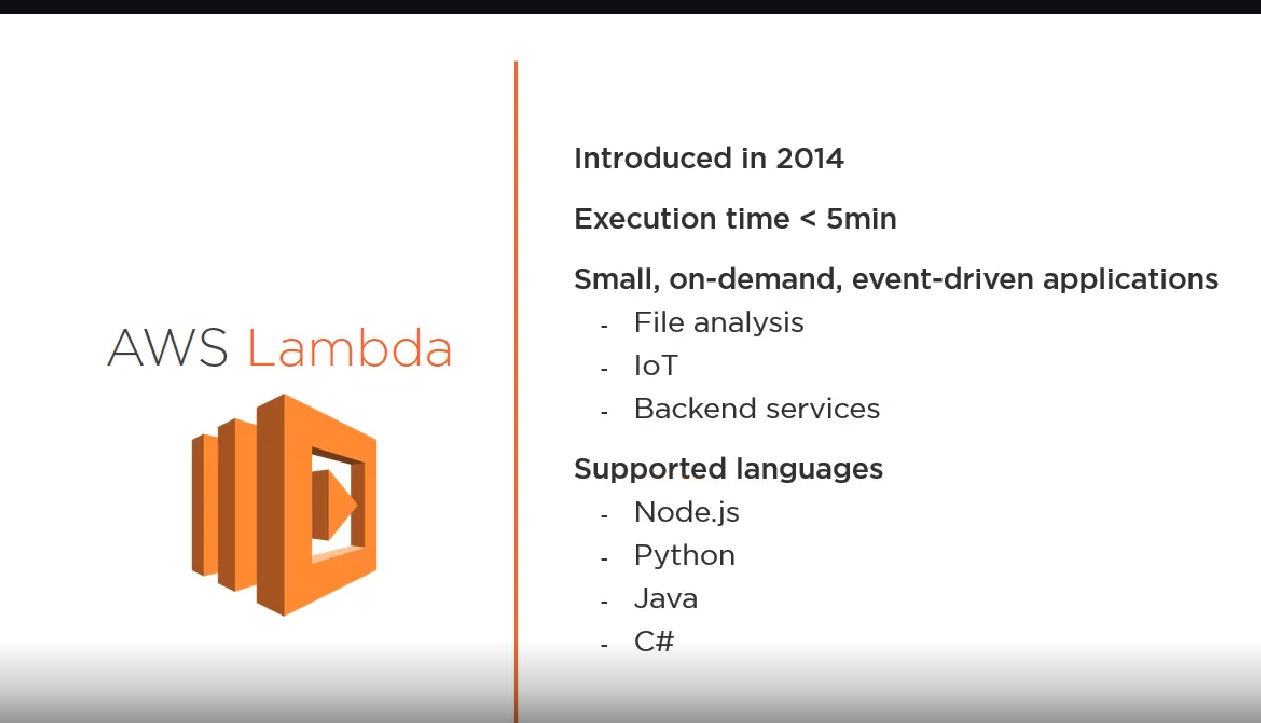 AWS Lambda
Introduced in 2014
Execution time < 5min
Small, on-demand, event-driven applications
- File analysis
- IoT
- Backend services
Supported languages
- Node.js
- Python
- Java
- C#